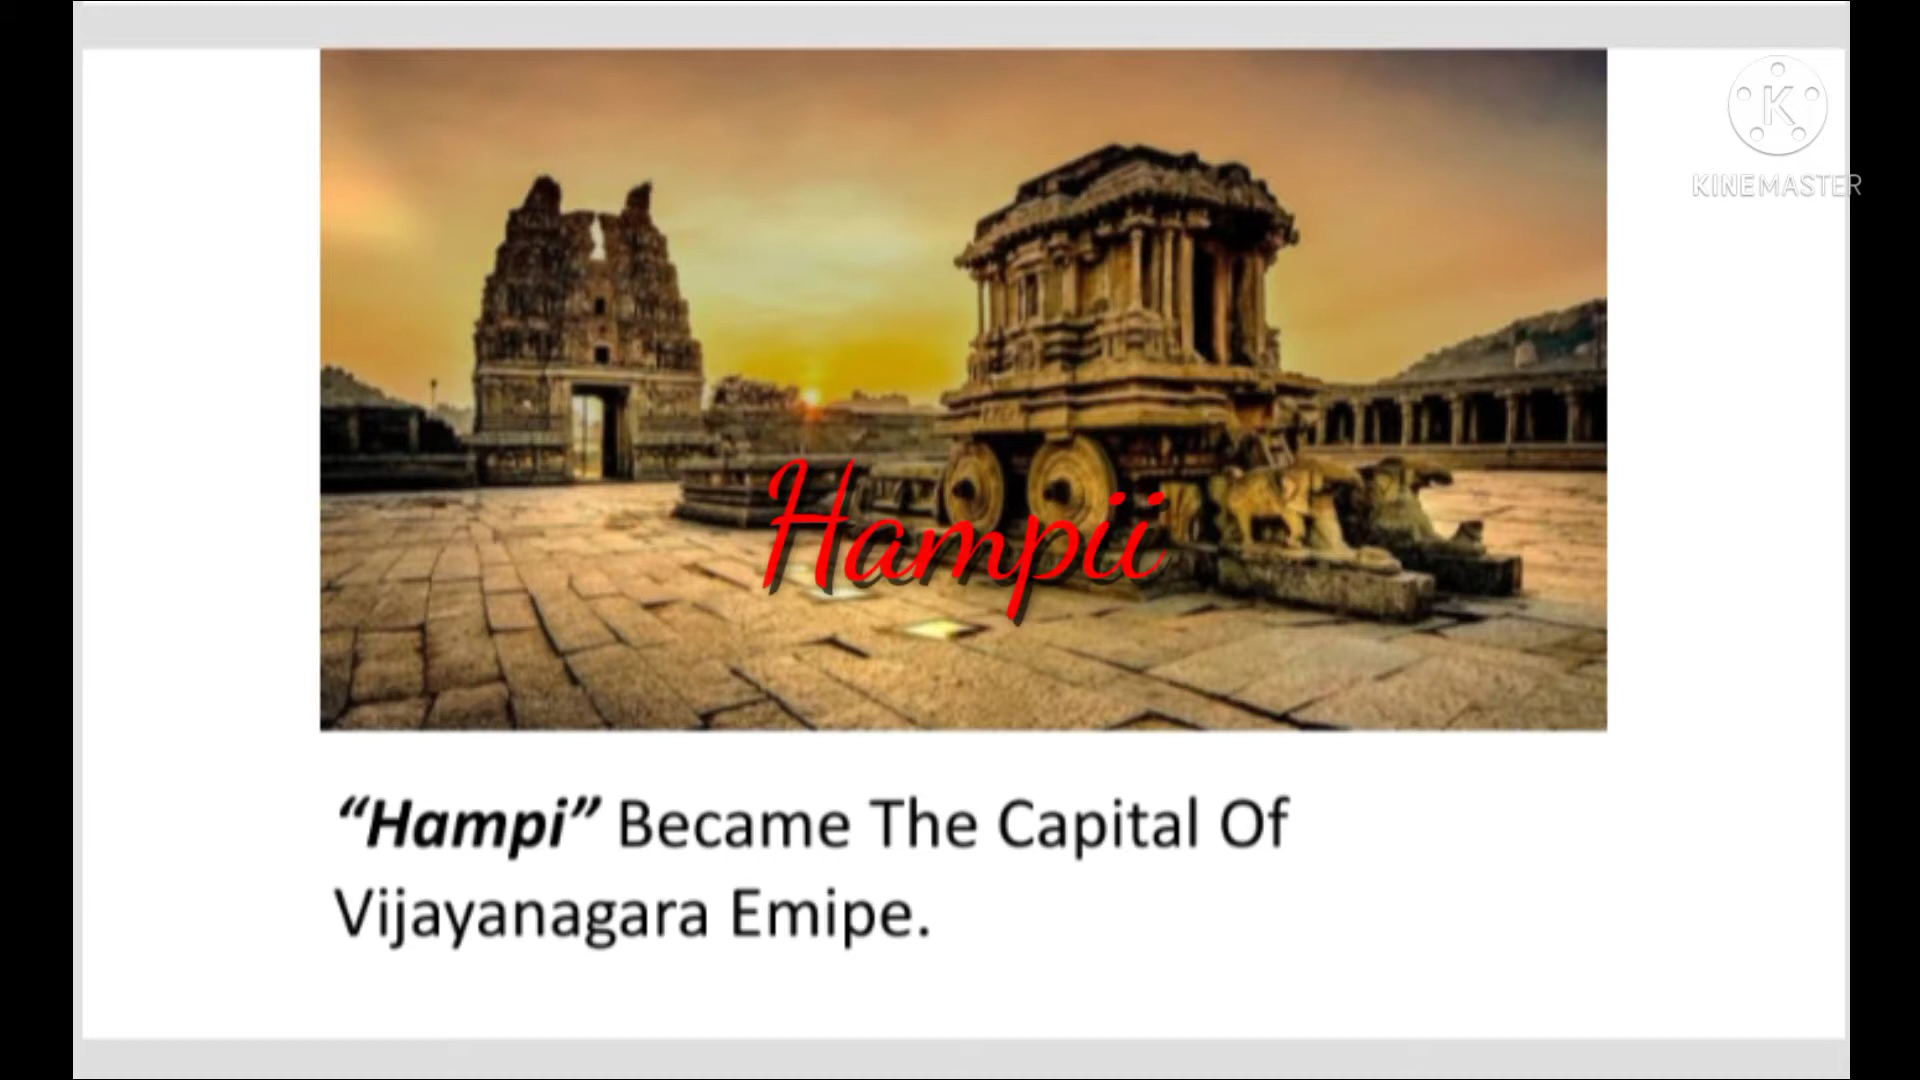 K
KINEMASTER
Hampii
“Hampi” Became The Capital Of
Vijayanagara Emipe.